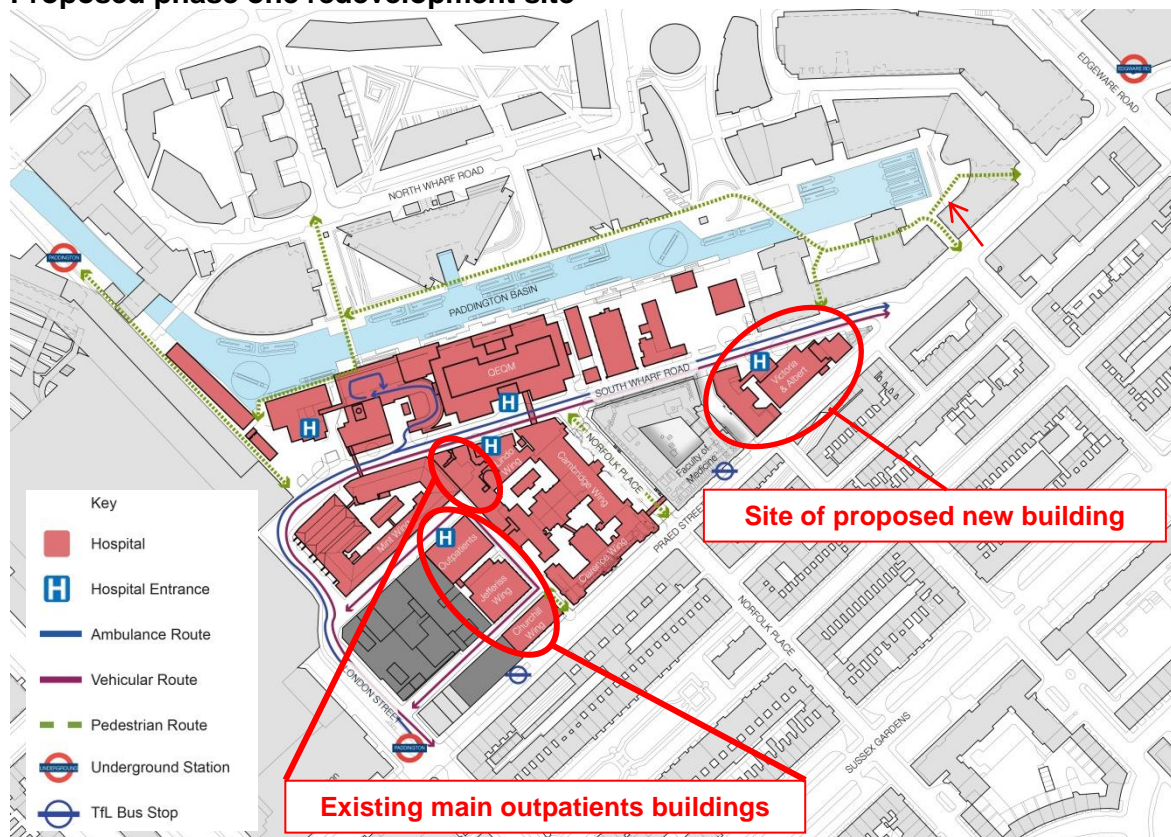 Proposed phase one redevelopment site
EDGEWARE ROAD
EDGEWARE RD
NORTH WHARF ROAD
PADDINGTON
PADDINGTON BASIN
QEQM
SOUTH WHARF ROAD
Victoria
& Albert
H
H
H
H
H
NORFOLK PLACE
Faculty of
Medicine
Wing
Cambridge Wing
Mint
Outpatients
Jefferiss
Wing
Clarence Wing
Churchill
Wing
PRAED STREET
NORFOLK PLACE
SUSSEX GARDENS
LONDON STREET
PADDINGTON
Site of proposed new building
Existing main outpatients buildings
Key
Hospital
H
Hospital Entrance
Ambulance Route
Vehicular Route
Pedestrian Route
UNDERGROUND
Underground Station
TfL Bus Stop